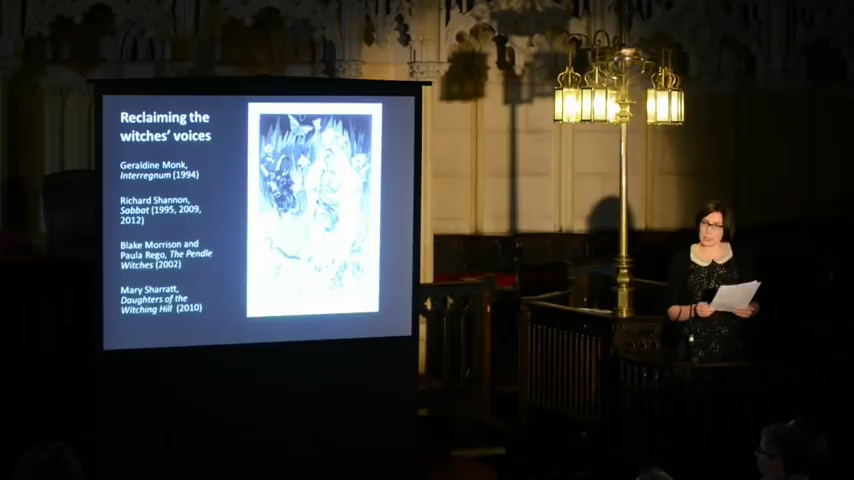 Reclaiming the
witches' voices
Geraldine Monk,
Interregnum (1994)
Richard Shannon,
Sabbat (1995, 2009,
2012)
Blake Morrison and
Paula Rego, The Pendle
Witches (2002)
Mary Sharratt,
Daughters of the
Witching Hill (2010)